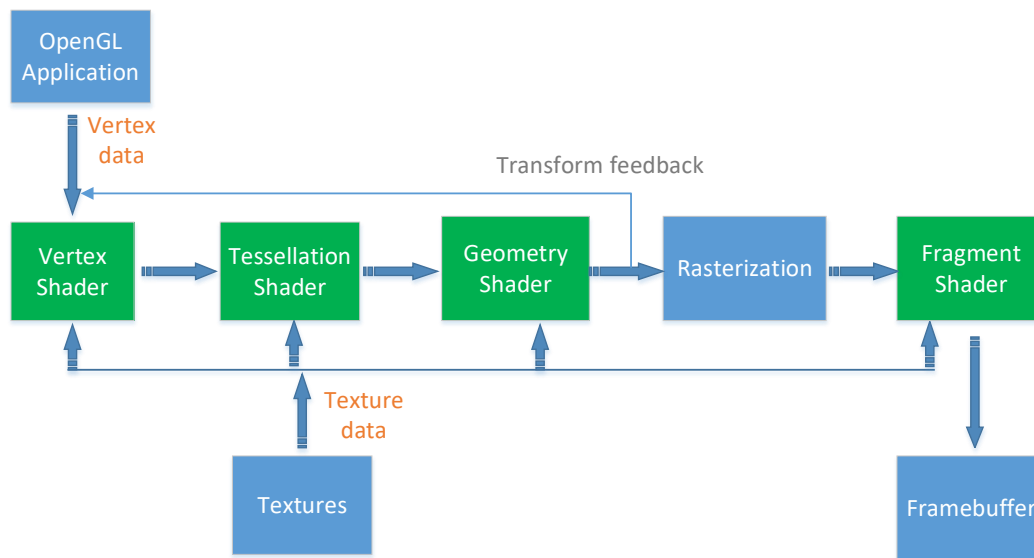 OpenGL
Application
Vertex
data
Transform feedback
Vertex
Shader
Tessellation
Shader
Geometry
Shader
Rasterization
Fragment
Shader
Texture
data
Textures
Framebuffer